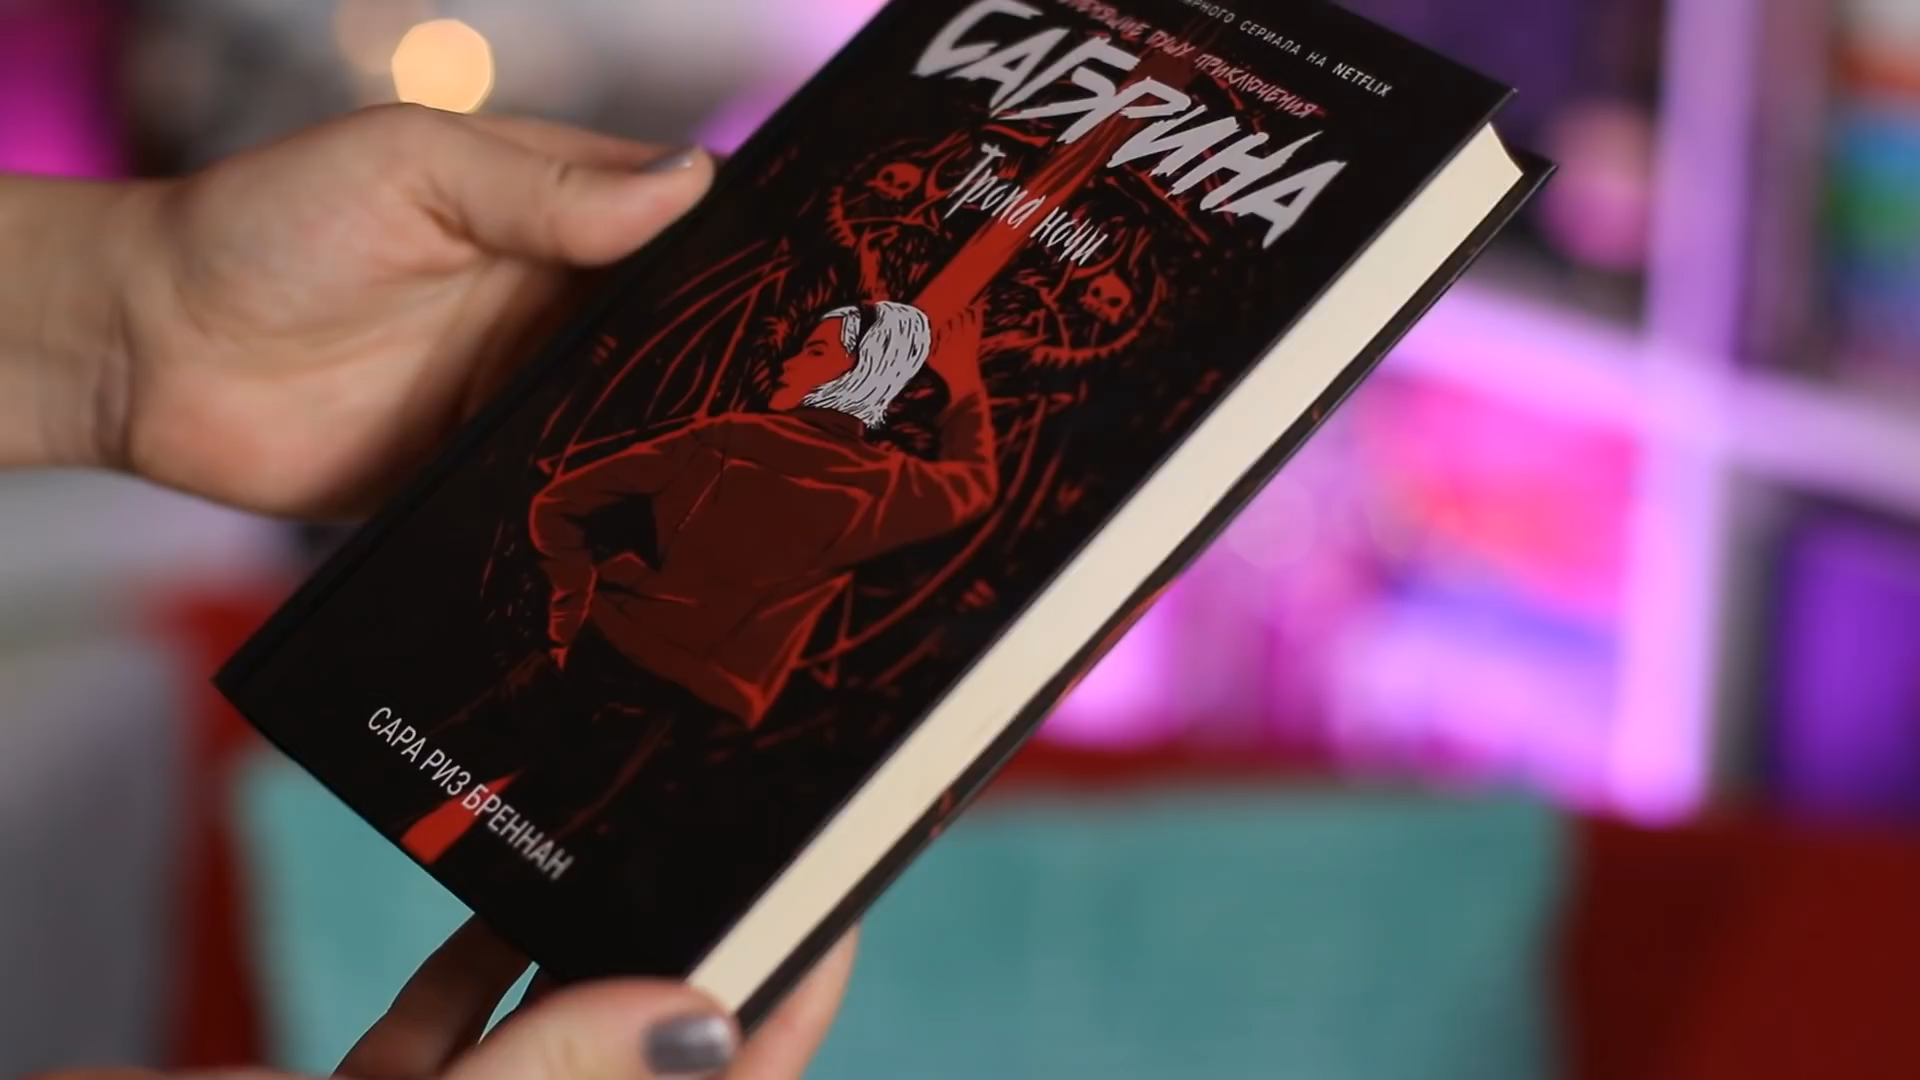 СЕРИАЛА НА NETFLIX
ДУШУ ПРИКЛЮЧЕНИЯ
САБРИНА
Тропа ночи
САРА РИЗ БРЕННАН